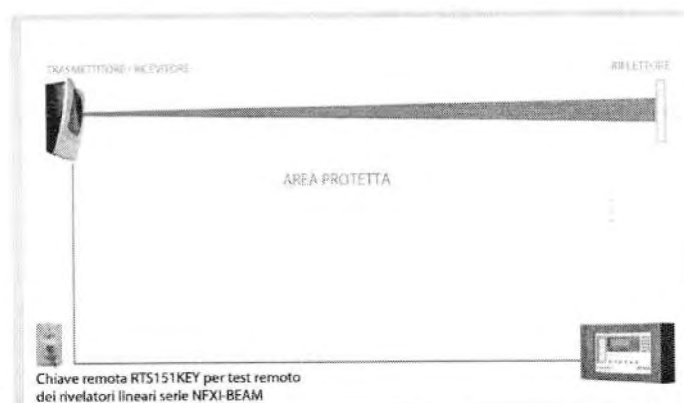 TRASMETTITORE - RICEVITORE
RIFLETTORE
AREA PROTETTA
Chiave remota RTS151KEY per test remoto
dei rivelatori lineari serie NFXI-BEAM